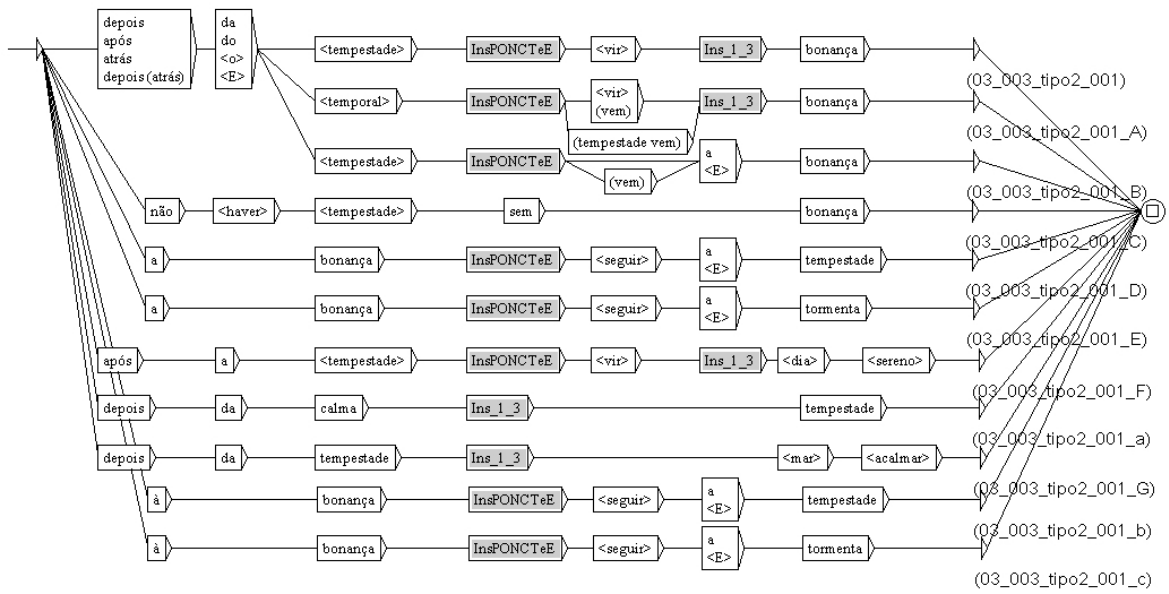 depois
após
atrás
depois (atrás)
da
do
<o>
<E>
<tempestade> InsPONCTeE <vir> Ins_1_3 bonança
(03_003_tipo2_001)
<temporal> InsPONCTeE <vir> Ins_1_3 bonança
(vem)
(tempestade vem)
(03_003_tipo2_001_A)
<tempestade> InsPONCTeE a bonança
(vem) <E>
(03_003_tipo2_001_B)
não <haver> <tempestade> sem bonança
(03_003_tipo2_001_C)
a bonança InsPONCTeE <seguir> a tempestade
<E>
(03_003_tipo2_001_D)
a bonança InsPONCTeE <seguir> a tormenta
<E>
(03_003_tipo2_001_E)
após a <tempestade> InsPONCTeE <vir> Ins_1_3 <dia> <sereno>
(03_003_tipo2_001_F)
depois da calma Ins_1_3 tempestade
(03_003_tipo2_001_a)
depois da tempestade Ins_1_3 <mar> <acalmar>
(03_003_tipo2_001_G)
à bonança InsPONCTeE <seguir> a tempestade
<E>
(03_003_tipo2_001_b)
à bonança InsPONCTeE <seguir> a tormenta
<E>
(03_003_tipo2_001_c)